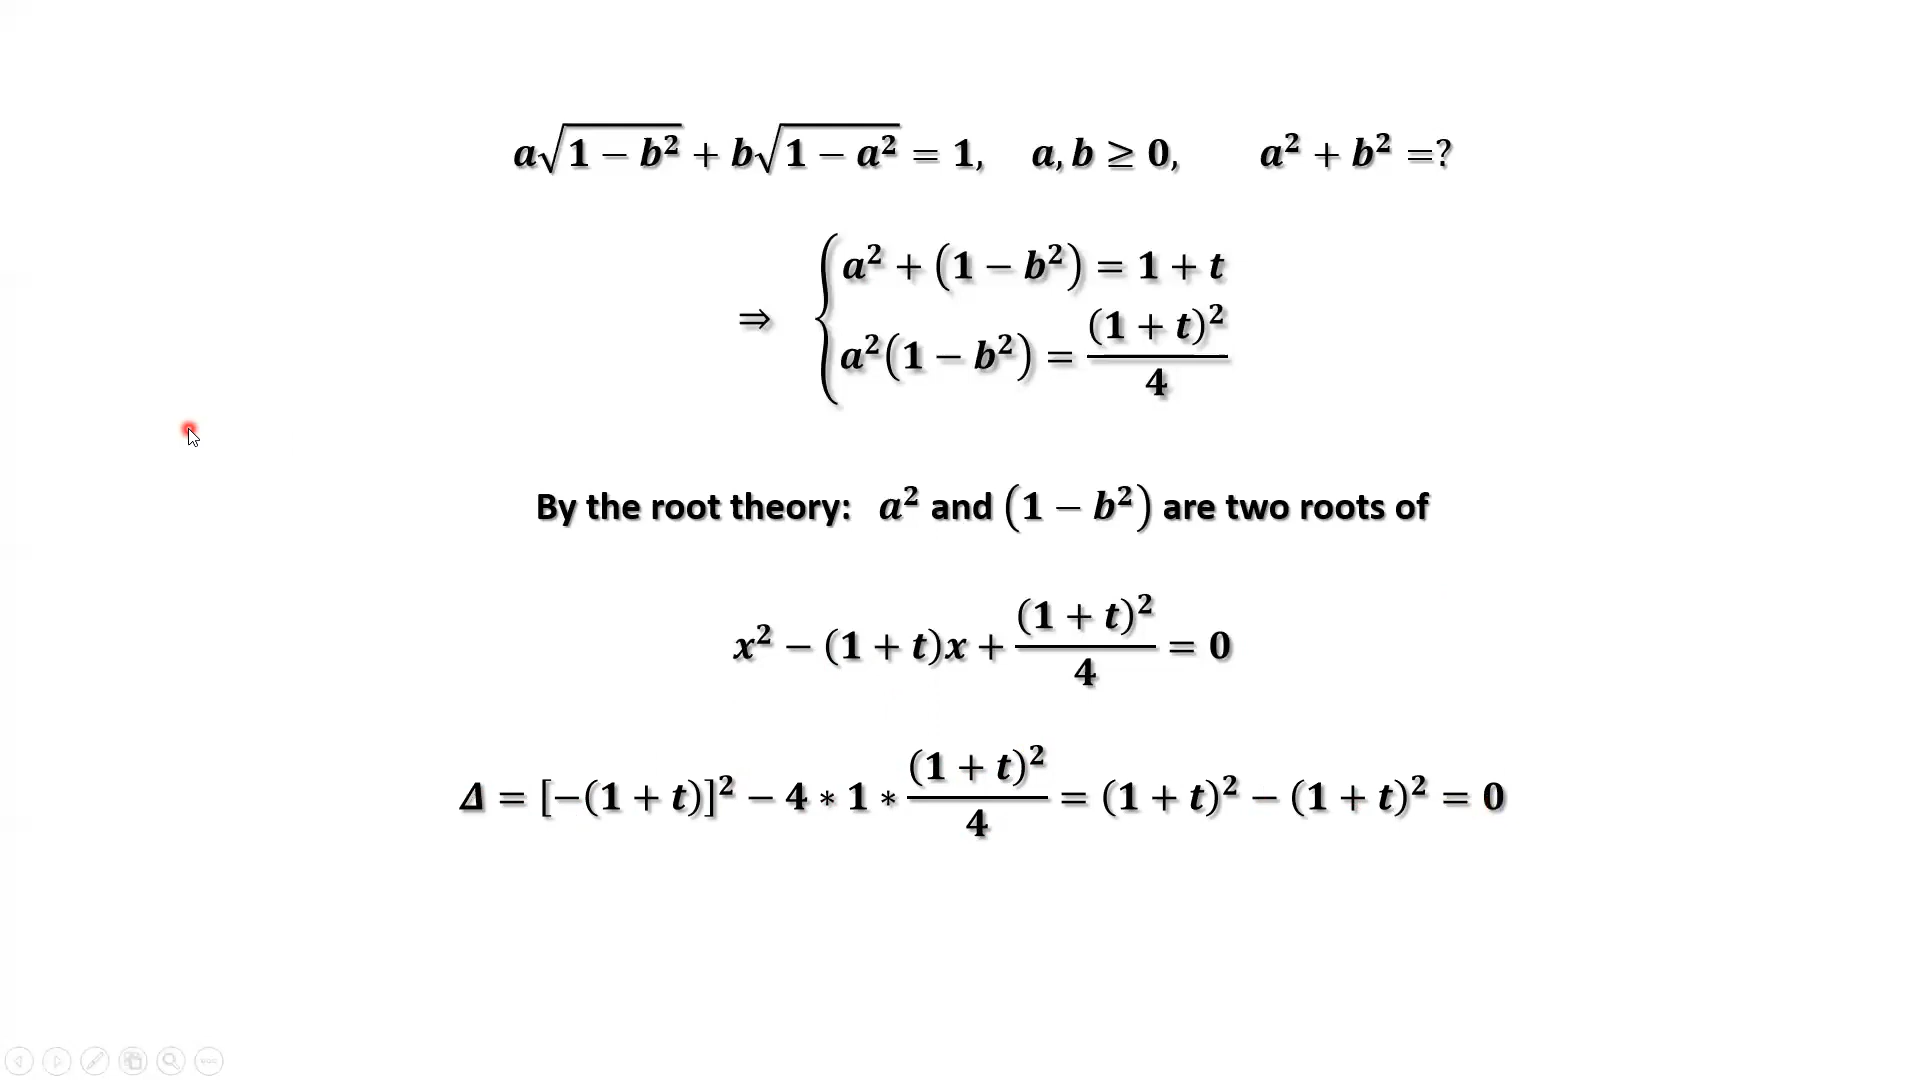 a√(1 − b²) + b√(1 − a²) = 1,    a, b ≥ 0,    a² + b² =?
⇒ { a² + (1 − b²) = 1 + t
a²(1 − b²) = (1 + t)²/4
By the root theory:  a² and (1 − b²) are two roots of
x² − (1 + t)x + (1 + t)²/4 = 0
Δ = [−(1 + t)]² − 4 * 1 * (1 + t)²/4 = (1 + t)² − (1 + t)² = 0